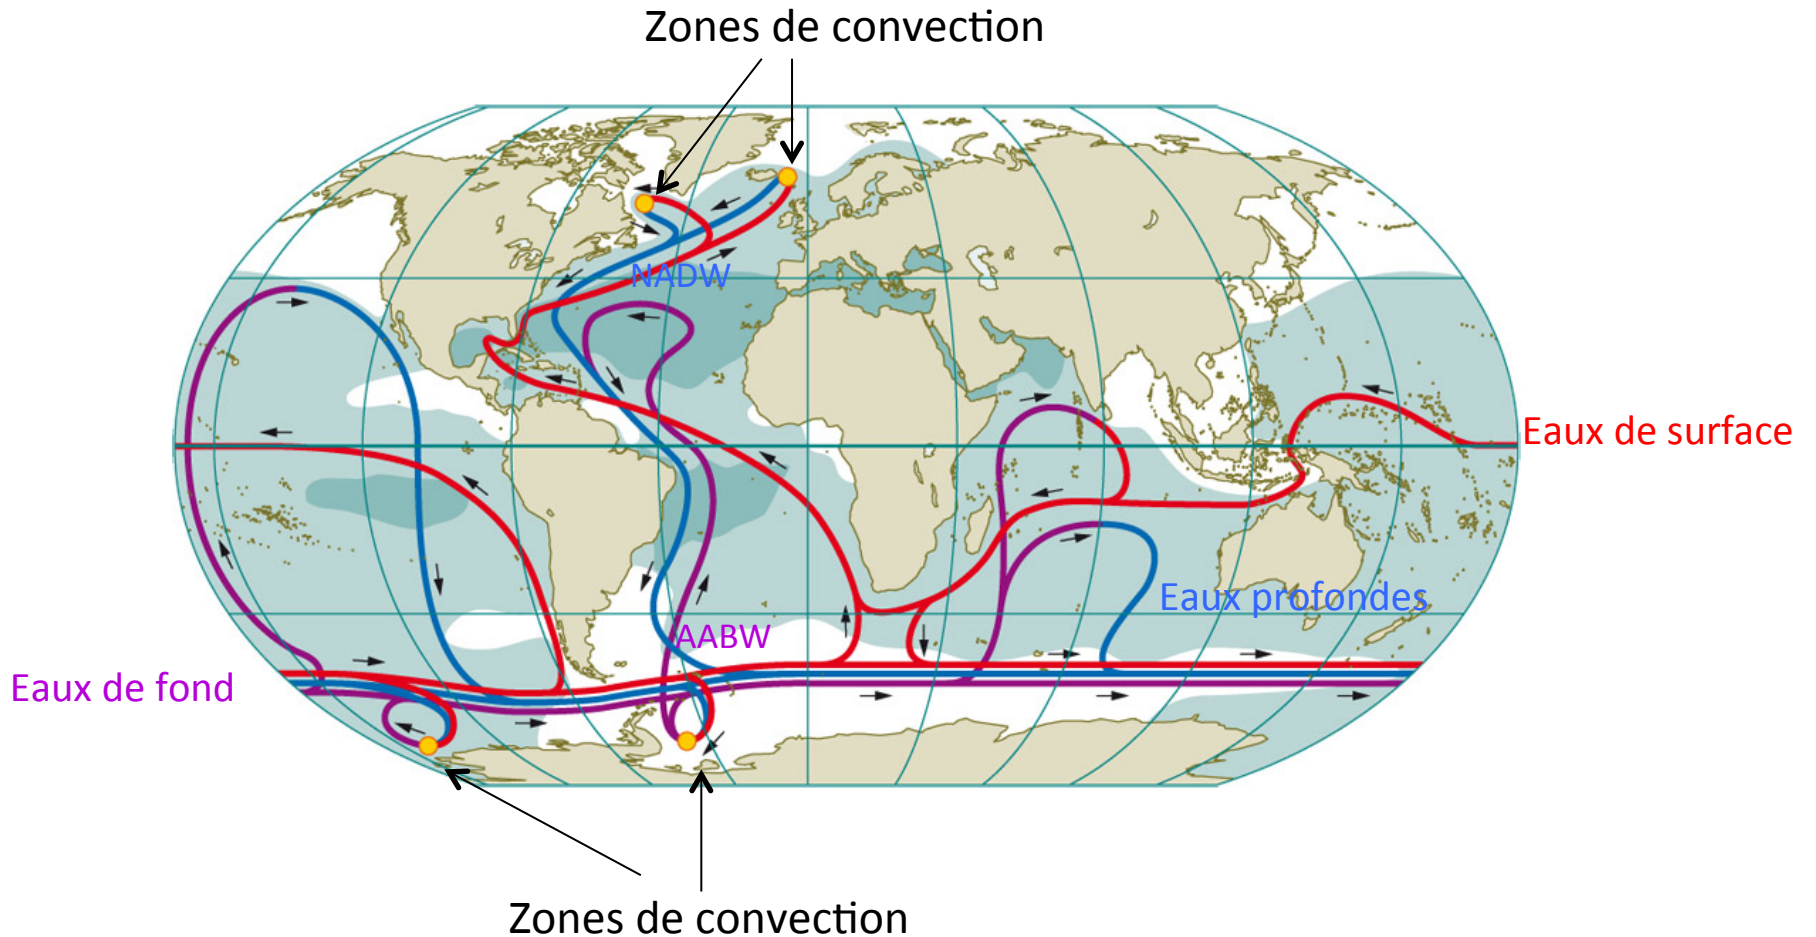 Zones de convection
NADW
Eaux de surface
Eaux profondes
AABW
Eaux de fond
Zones de convection